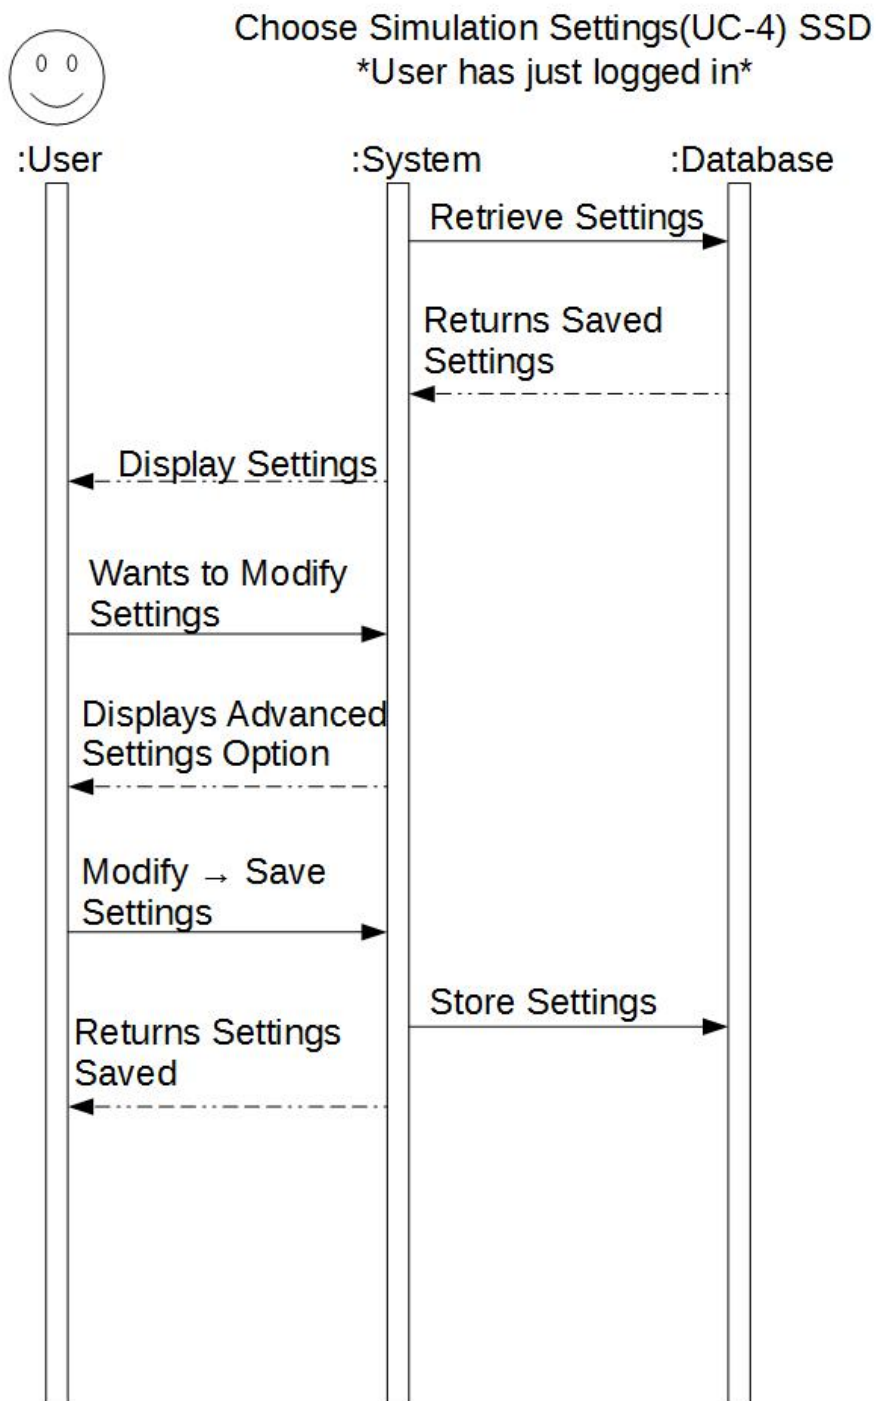 Choose Simulation Settings(UC-4) SSD
*User has just logged in*
:User
:System
:Database
Retrieve Settings
Returns Saved
Settings
Display Settings
Wants to Modify
Settings
Displays Advanced
Settings Option
Modify → Save
Settings
Store Settings
Returns Settings
Saved